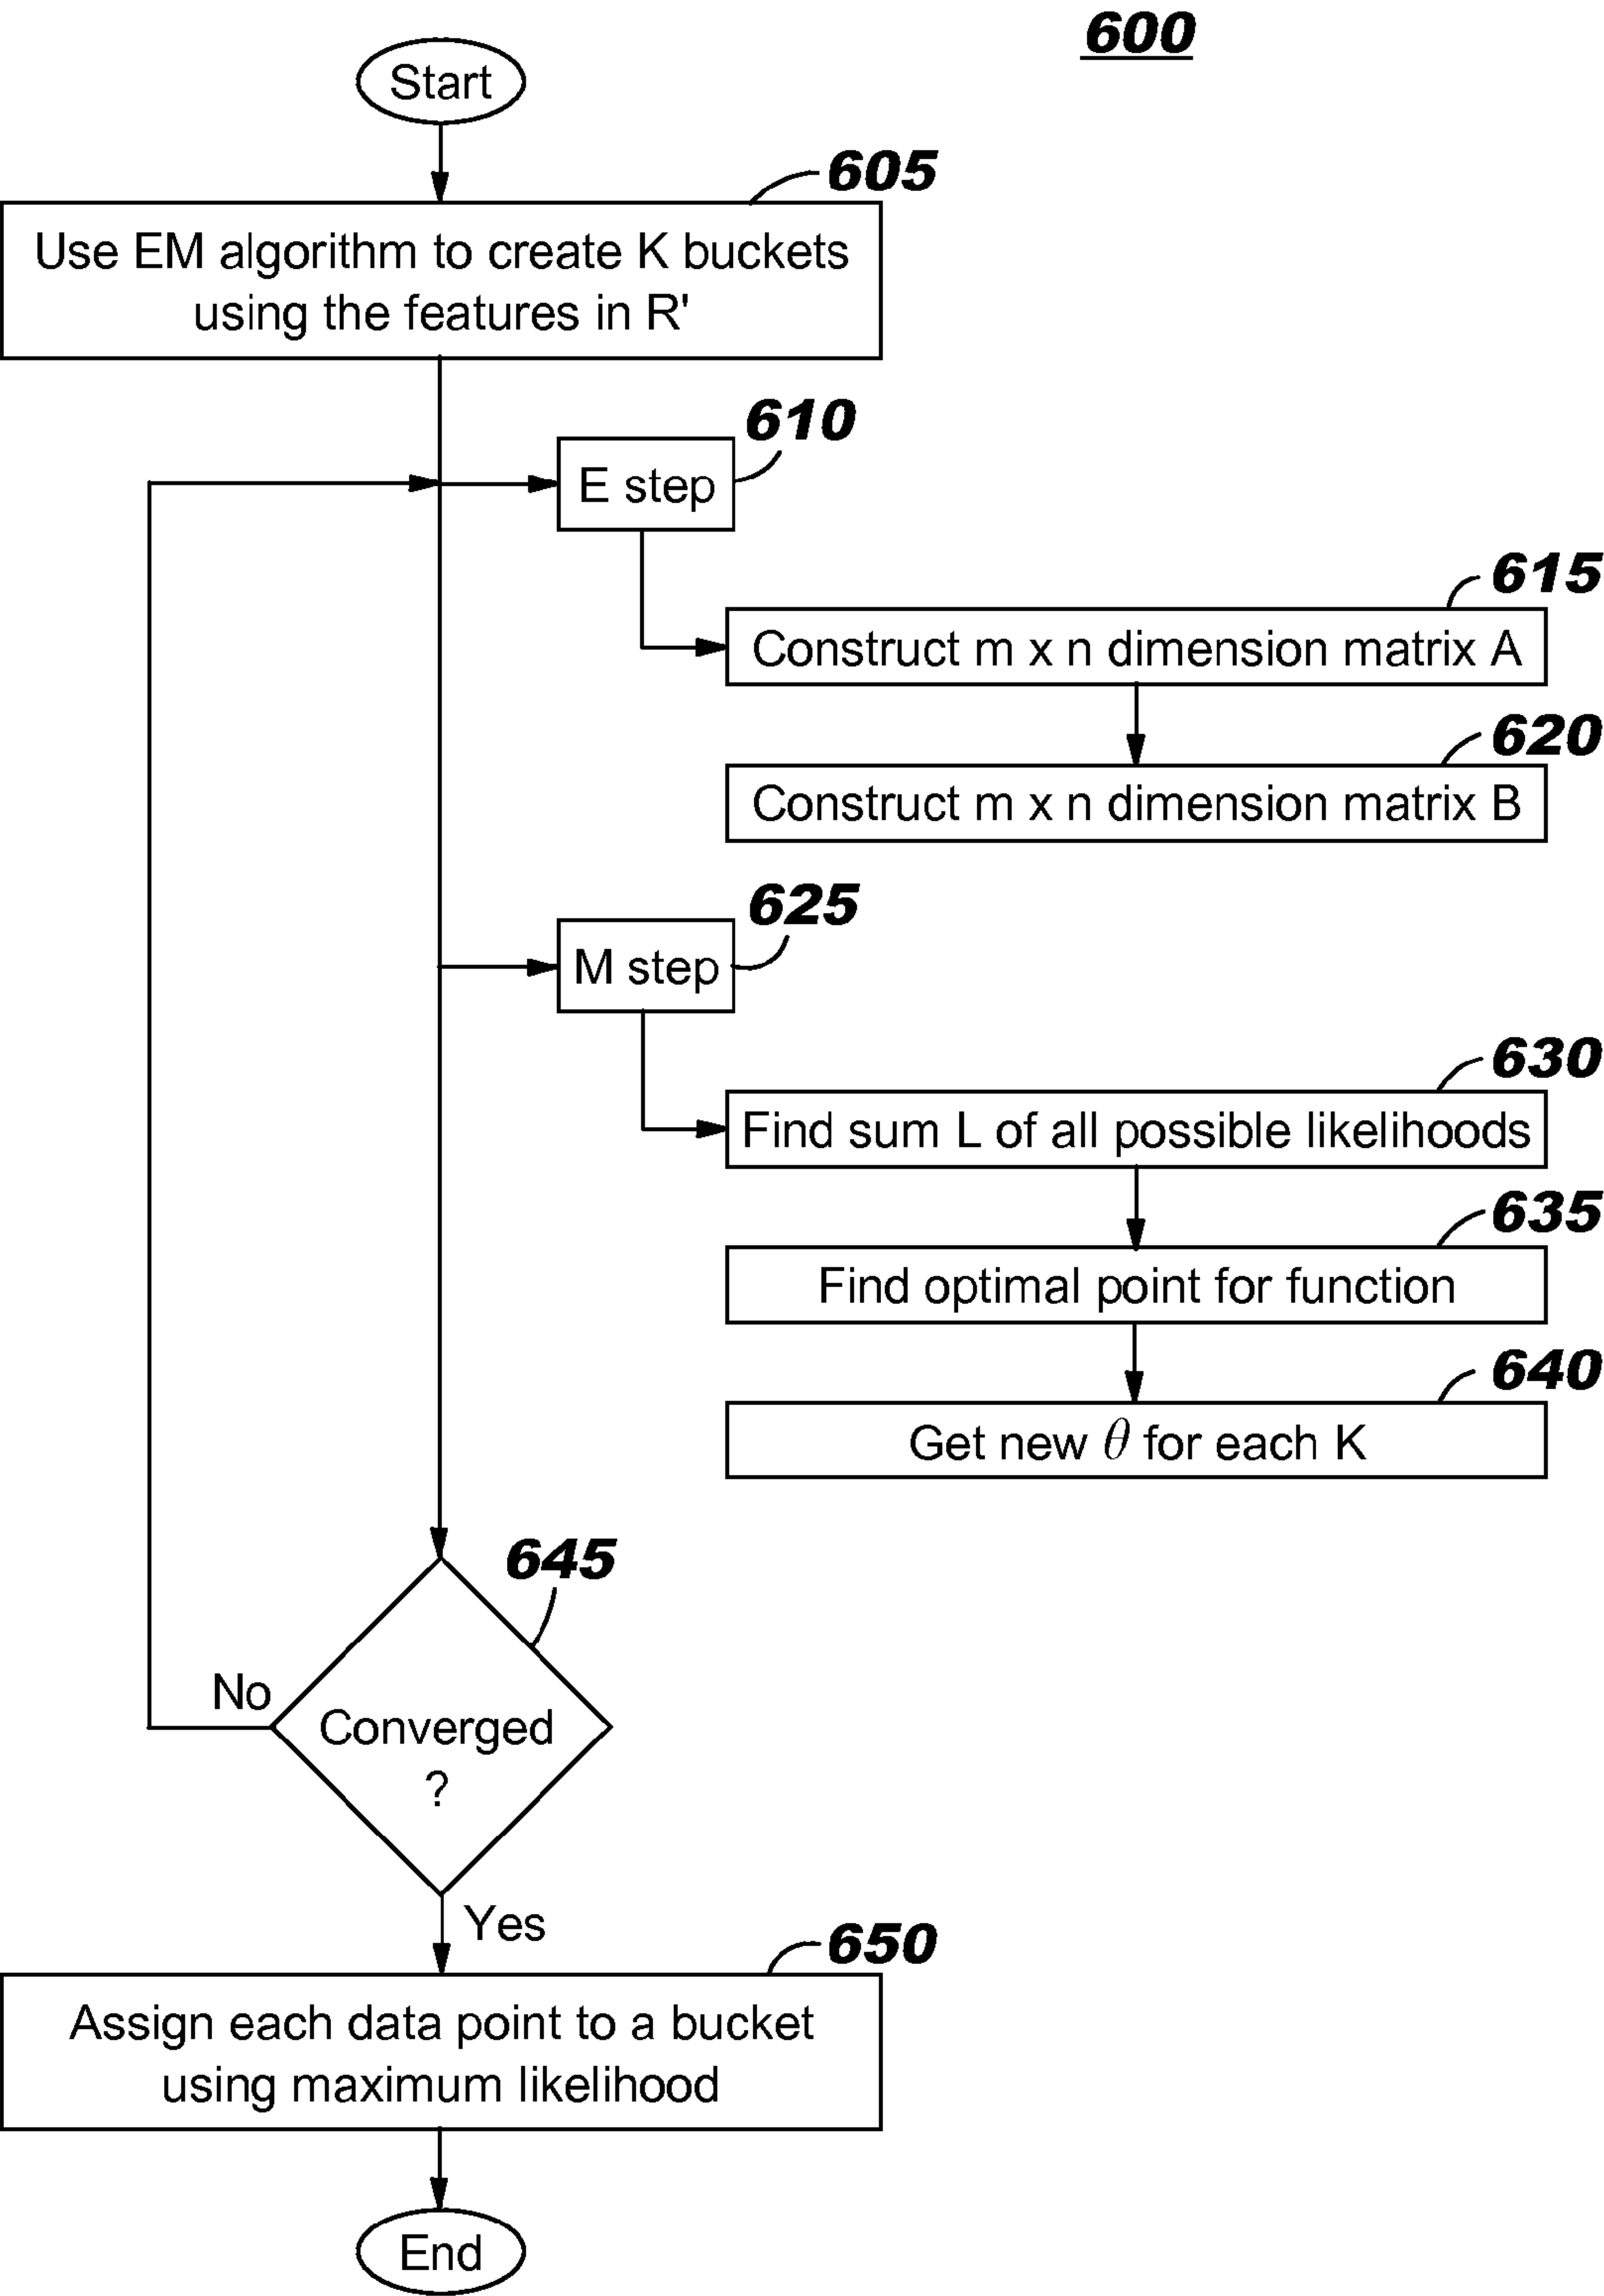 600
Start
605
Use EM algorithm to create K buckets
using the features in R'
610
E step
615
Construct m x n dimension matrix A
620
Construct m x n dimension matrix B
625
M step
630
Find sum L of all possible likelihoods
635
Find optimal point for function
640
Get new θ for each K
645
No
Converged
?
Yes
650
Assign each data point to a bucket
using maximum likelihood
End